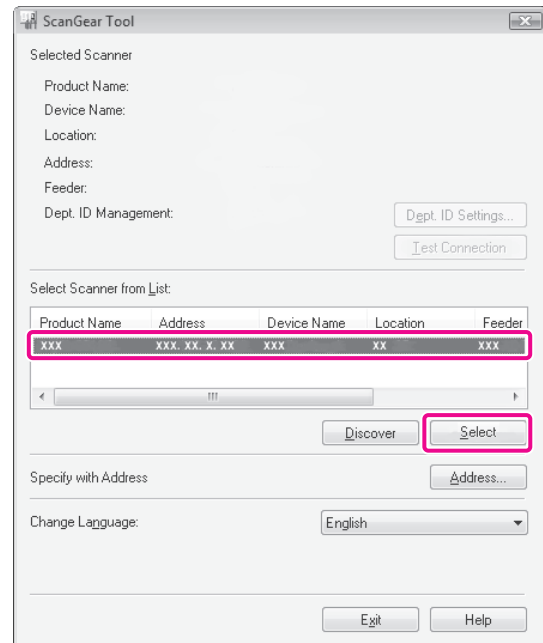 ScanGear Tool
Selected Scanner
Product Name:
Device Name:
Location:
Address:
Feeder:
Dept. ID Management:
Dept. ID Settings...
Test Connection
Select Scanner from List:
Product Name Address Device Name Location Feeder
XXX XXX. XX. X. XX XXX XX XXX
Discover Select
Specify with Address Address...
Change Language: English
Exit Help